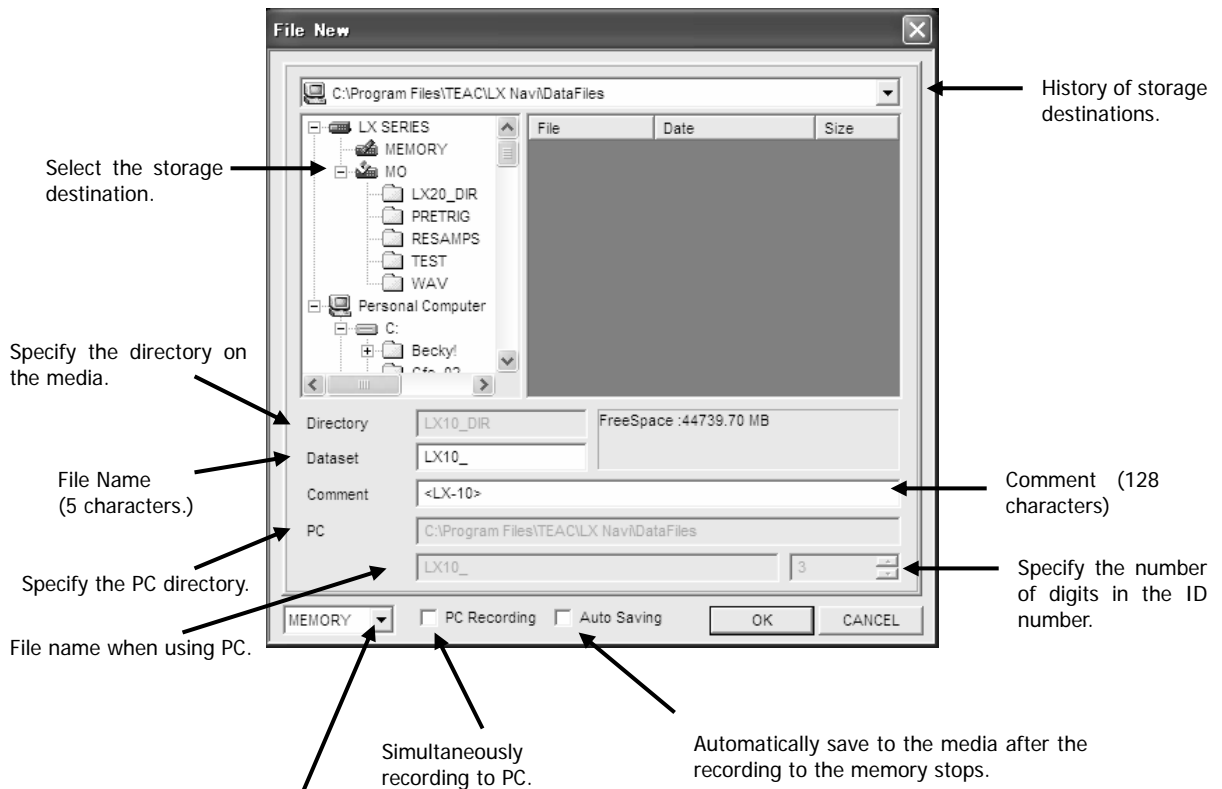 File New
C:\Program Files\TEAC\LX Navi\DataFiles
History of storage
destinations.
LX SERIES
MEMORY
MO
LX20_DIR
PRETRIG
RESAMPS
TEST
WAV
Personal Computer
C:
Becky!
File Date Size
Select the storage
destination.
Specify the directory on
the media.
Directory LX10_DIR FreeSpace :44739.70 MB
Dataset LX10_
File Name
(5 characters.)
Comment <LX-10>
Comment (128
characters)
PC C:\Program Files\TEAC\LX Navi\DataFiles
Specify the PC directory.
LX10_ 3
Specify the number
of digits in the ID
number.
File name when using PC.
MEMORY PC Recording Auto Saving OK CANCEL
Simultaneously
recording to PC.
Automatically save to the media after the
recording to the memory stops.